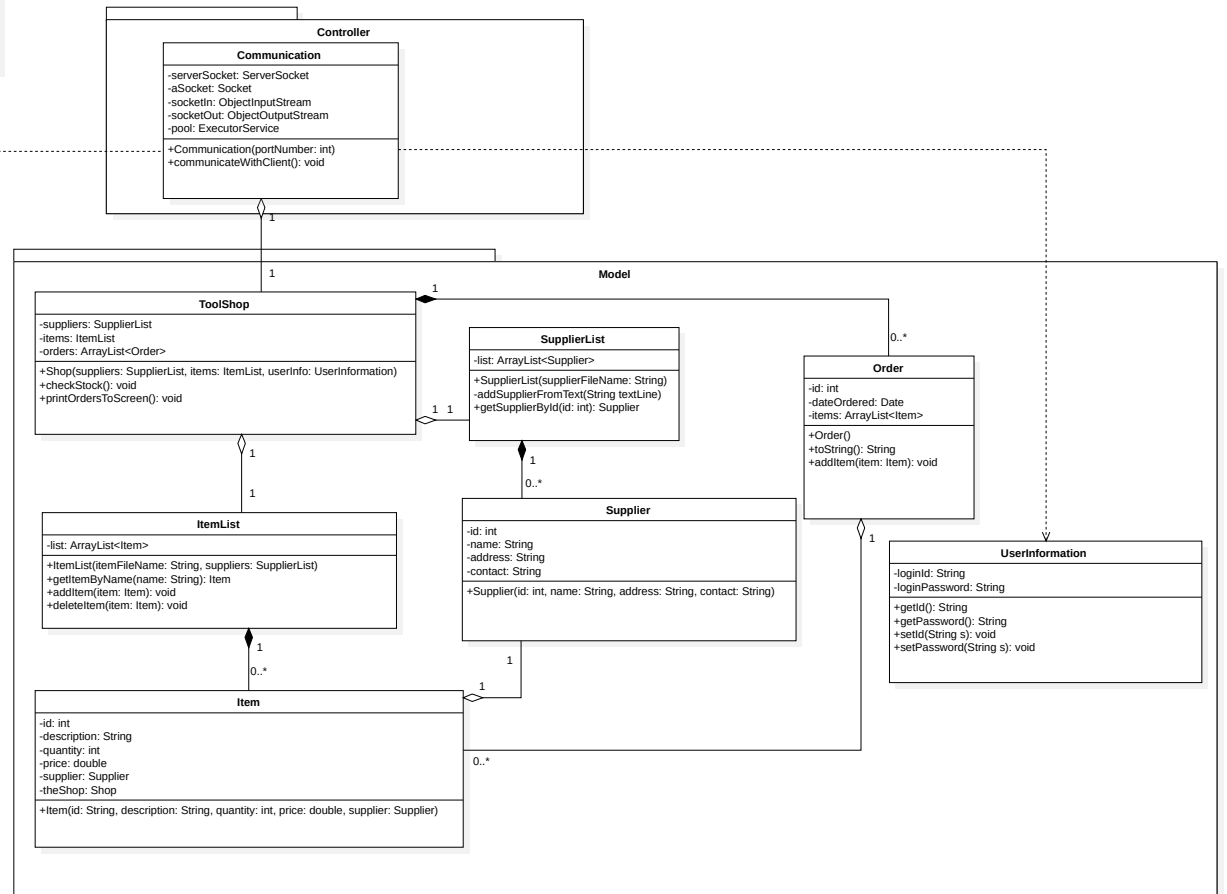 Controller
Communication
-serverSocket: ServerSocket
-aSocket: Socket
-socketIn: ObjectInputStream
-socketOut: ObjectOutputStream
-pool: ExecutorService
+Communication(portNumber: int)
+communicateWithClient(): void
1
1
Model
ToolShop
-suppliers: SupplierList
-items: ItemList
-orders: ArrayList<Order>
+Shop(suppliers: SupplierList, items: ItemList, userInfo: UserInformation)
+checkStock(): void
+printOrdersToScreen(): void
1
0..*
1 1
SupplierList
-list: ArrayList<Supplier>
+SupplierList(supplierFileName: String)
-addSupplierFromText(String textLine)
+getSupplierById(id: int): Supplier
1
0..*
Order
-id: int
-dateOrdered: Date
-items: ArrayList<Item>
+Order()
+toString(): String
+addItem(item: Item): void
1
1
1
ItemList
-list: ArrayList<Item>
+ItemList(itemFileName: String, suppliers: SupplierList)
+getItemByName(name: String): Item
+addItem(item: Item): void
+deleteItem(item: Item): void
1
0..*
Supplier
-id: int
-name: String
-address: String
-contact: String
+Supplier(id: int, name: String, address: String, contact: String)
1
1
UserInformation
-loginId: String
-loginPassword: String
+getId(): String
+getPassword(): String
+setId(String s): void
+setPassword(String s): void
Item
-id: int
-description: String
-quantity: int
-price: double
-supplier: Supplier
-theShop: Shop
+Item(id: String, description: String, quantity: int, price: double, supplier: Supplier)
0..*